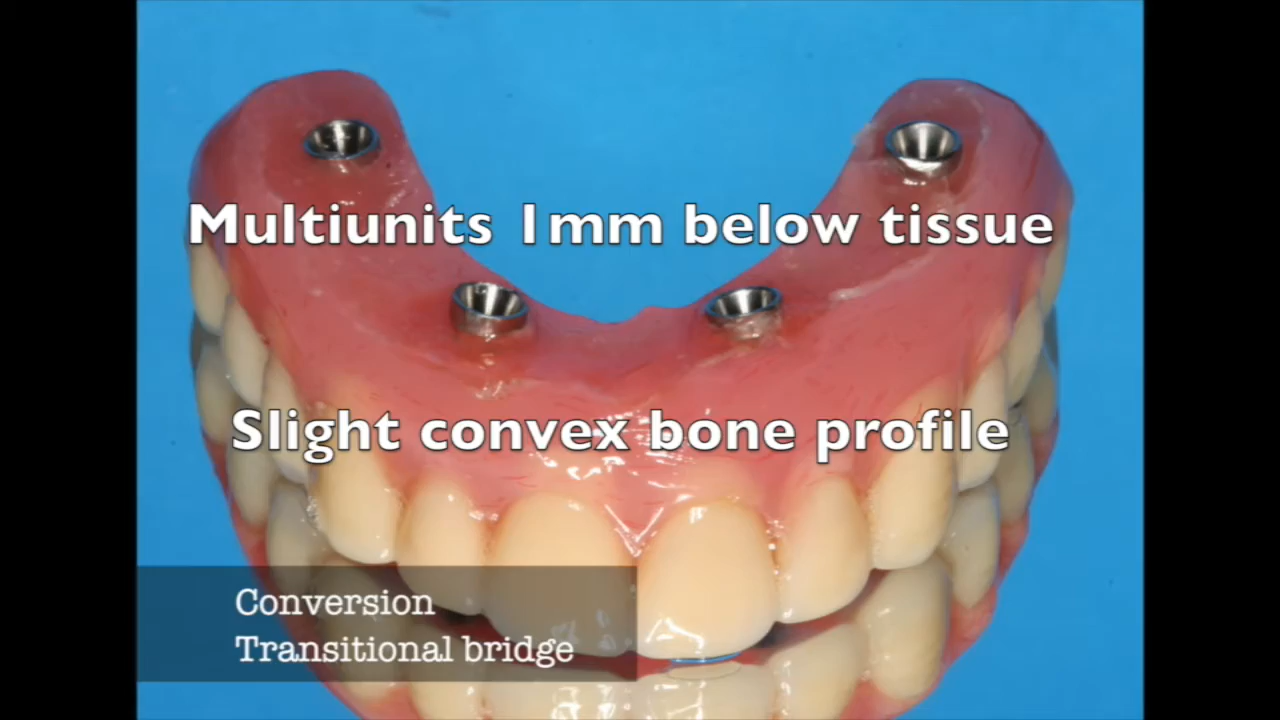 Multiunits 1mm below tissue
Slight convex bone profile
Conversion
Transitional bridge